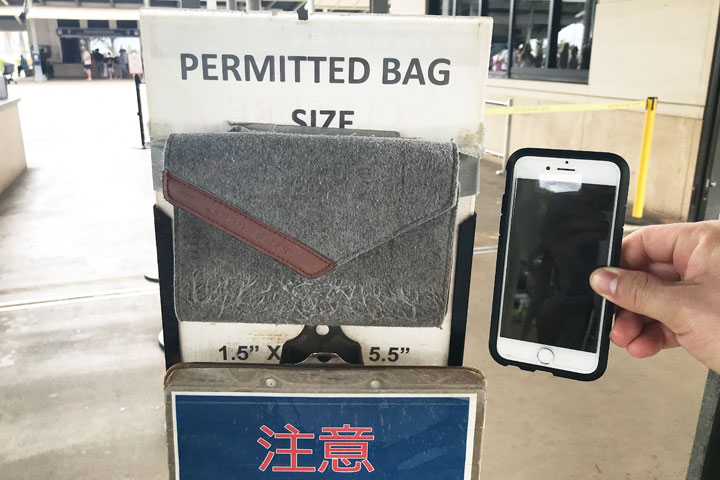 PERMITTED BAG
SIZE
1.5” X
5.5”
注意